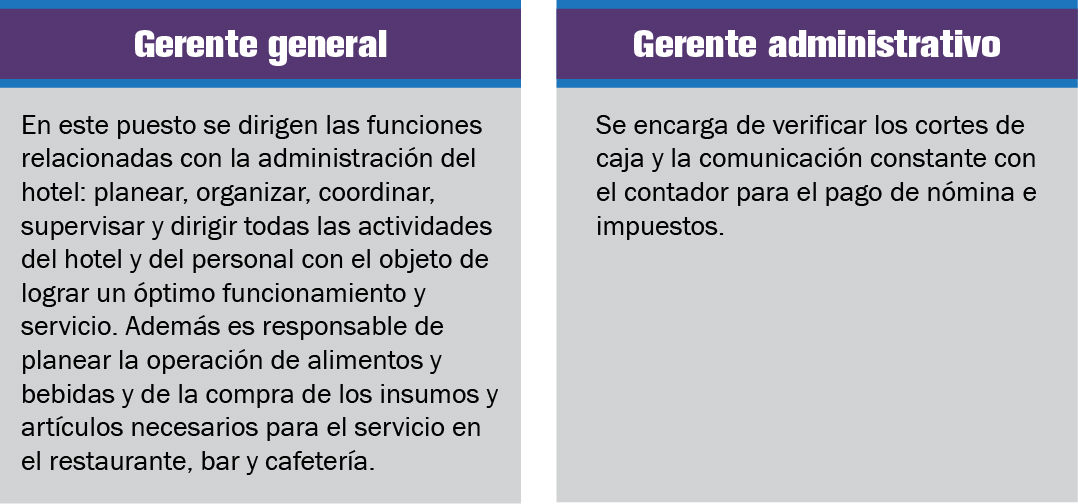 Gerente general
En este puesto se dirigen las funciones
relacionadas con la administración del
hotel: planear, organizar, coordinar,
supervisar y dirigir todas las actividades
del hotel y del personal con el objeto de
lograr un óptimo funcionamiento y
servicio. Además es responsable de
planear la operación de alimentos y
bebidas y de la compra de los insumos y
artículos necesarios para el servicio en
el restaurante, bar y cafetería.
Gerente administrativo
Se encarga de verificar los cortes de
caja y la comunicación constante con
el contador para el pago de nómina e
impuestos.